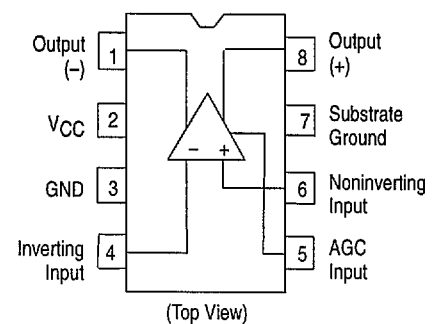 Output
(–)
1
8
Output
(+)
VCC
2
7
Substrate
Ground
GND
3
6
Noninverting
Input
Inverting
Input
4
5
AGC
Input
– +
(Top View)